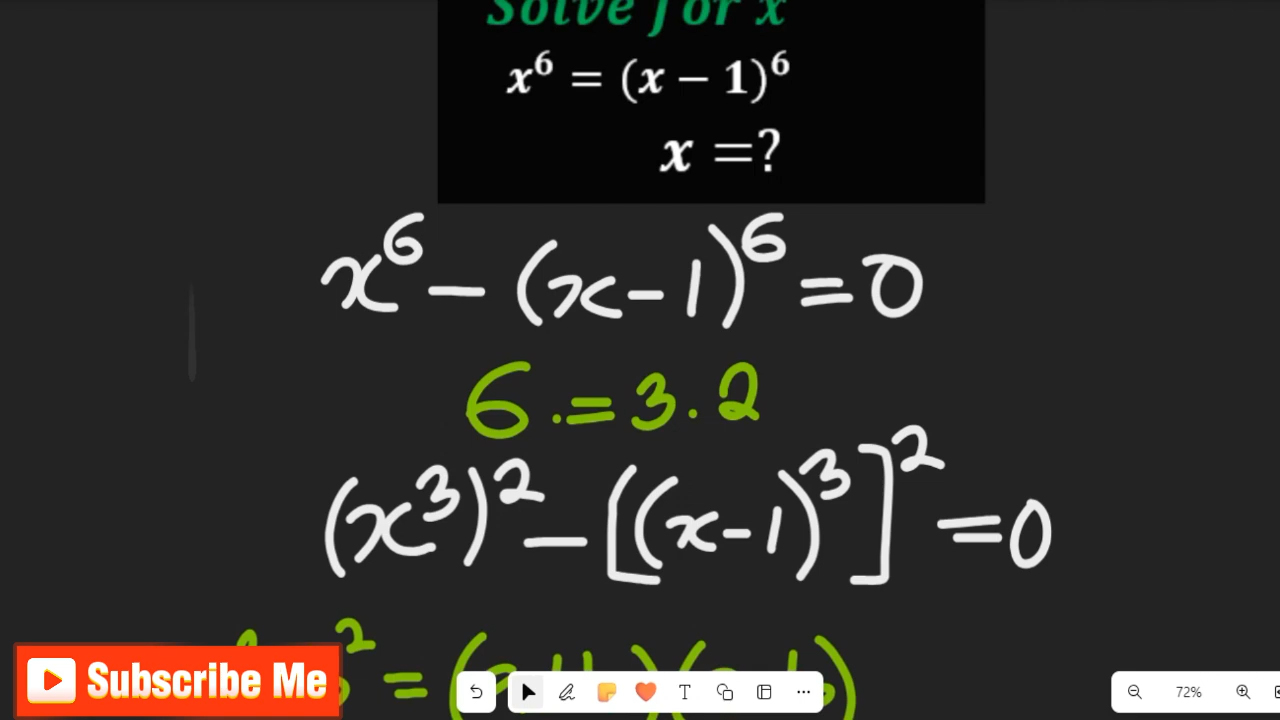 Solve for x
x⁶ = (x − 1)⁶
x =?
x⁶ − (x−1)⁶ = 0
6 .= 3 . 2
(x³)² − [(x−1)³]² = 0
Subscribe Me
72%